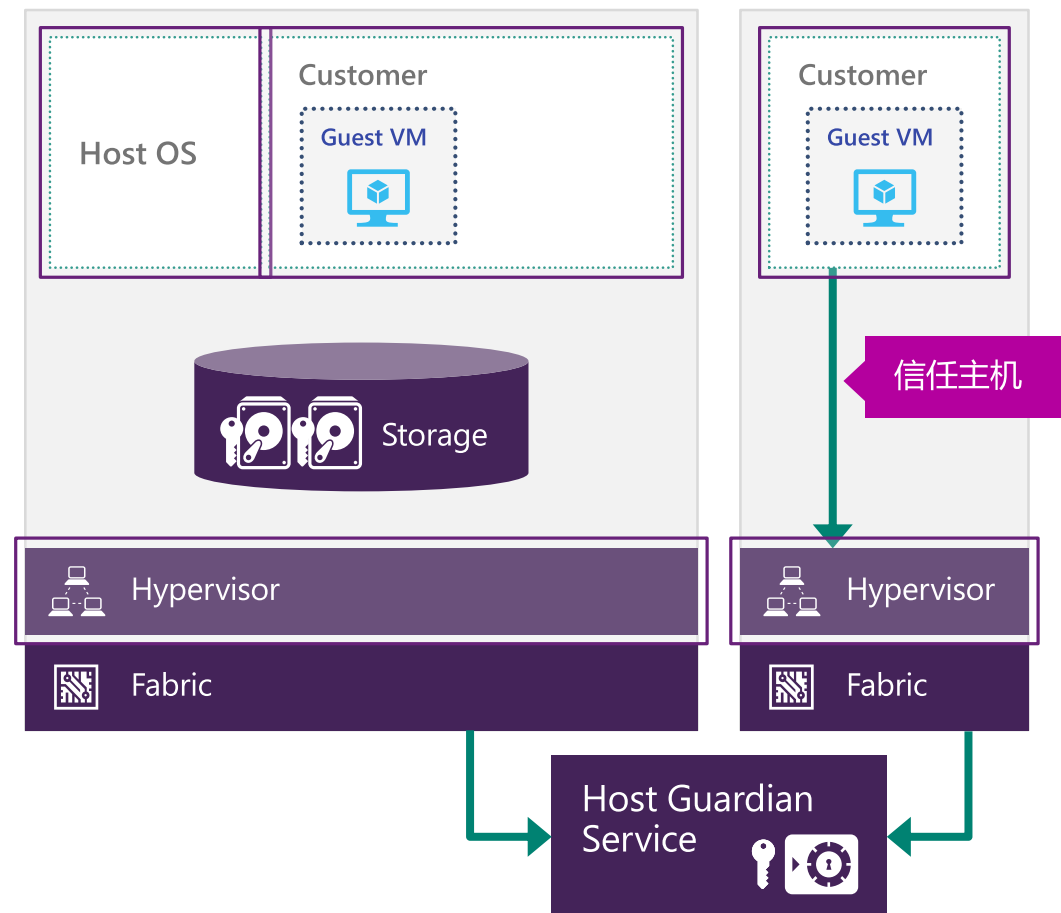 Host OS
Customer
Guest VM
Customer
Guest VM
信任主机
Storage
Hypervisor
Hypervisor
Fabric
Fabric
Host Guardian
Service